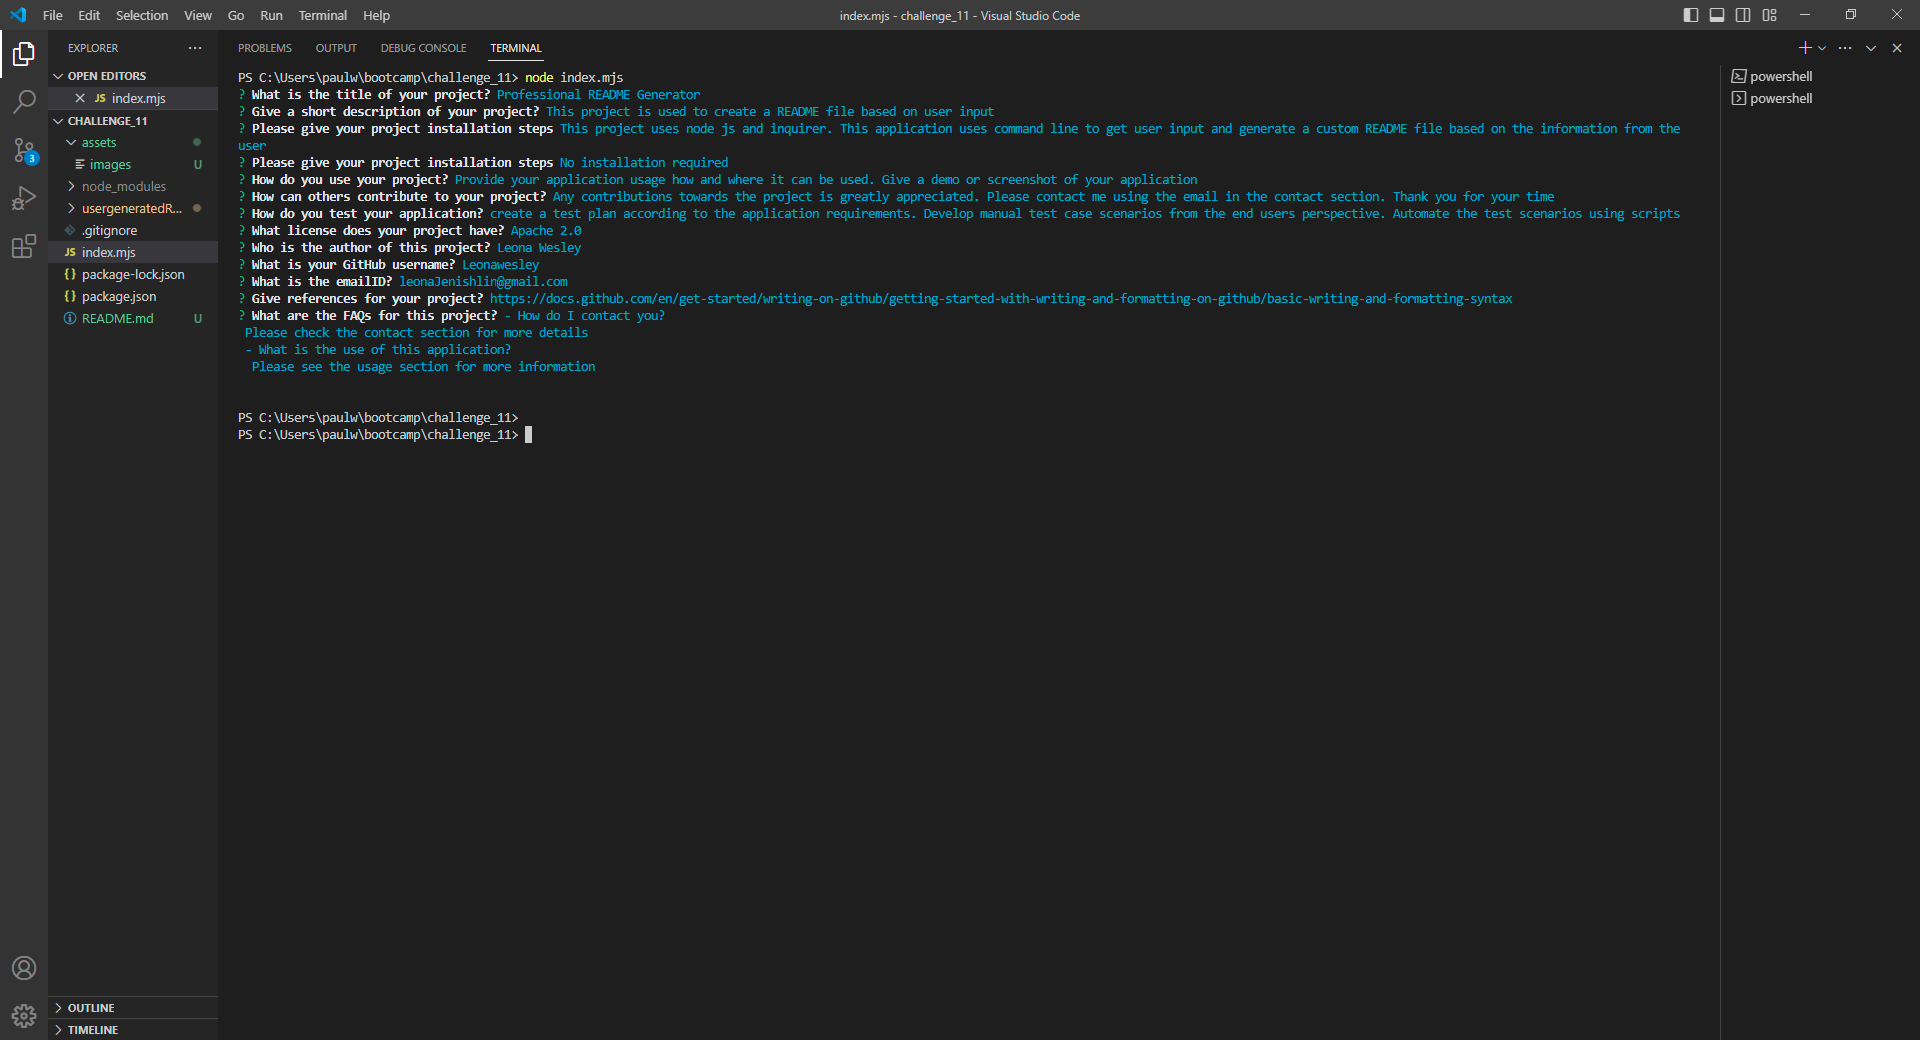 File Edit Selection View Go Run Terminal Help
index.mjs - challenge_11 - Visual Studio Code
EXPLORER
OPEN EDITORS
JS index.mjs
CHALLENGE_11
assets
images U
node_modules
usergeneratedR...
.gitignore
JS index.mjs
{} package-lock.json
{} package.json
README.md U
OUTLINE
TIMELINE
3
PROBLEMS OUTPUT DEBUG CONSOLE TERMINAL
PS C:\Users\paulw\bootcamp\challenge_11> node index.mjs
? What is the title of your project? Professional README Generator
? Give a short description of your project? This project is used to create a README file based on user input
? Please give your project installation steps This project uses node js and inquirer. This application uses command line to get user input and generate a custom README file based on the information from the
user
? Please give your project installation steps No installation required
? How do you use your project? Provide your application usage how and where it can be used. Give a demo or screenshot of your application
? How can others contribute to your project? Any contributions towards the project is greatly appreciated. Please contact me using the email in the contact section. Thank you for your time
? How do you test your application? create a test plan according to the application requirements. Develop manual test case scenarios from the end users perspective. Automate the test scenarios using scripts
? What license does your project have? Apache 2.0
? Who is the author of this project? Leona Wesley
? What is your GitHub username? Leonawesley
? What is the emailID? leonaJenishlin@gmail.com
? Give references for your project? https://docs.github.com/en/get-started/writing-on-github/getting-started-with-writing-and-formatting-on-github/basic-writing-and-formatting-syntax
? What are the FAQs for this project? - How do I contact you?
Please check the contact section for more details
- What is the use of this application?
Please see the usage section for more information
PS C:\Users\paulw\bootcamp\challenge_11>
PS C:\Users\paulw\bootcamp\challenge_11>
powershell
powershell